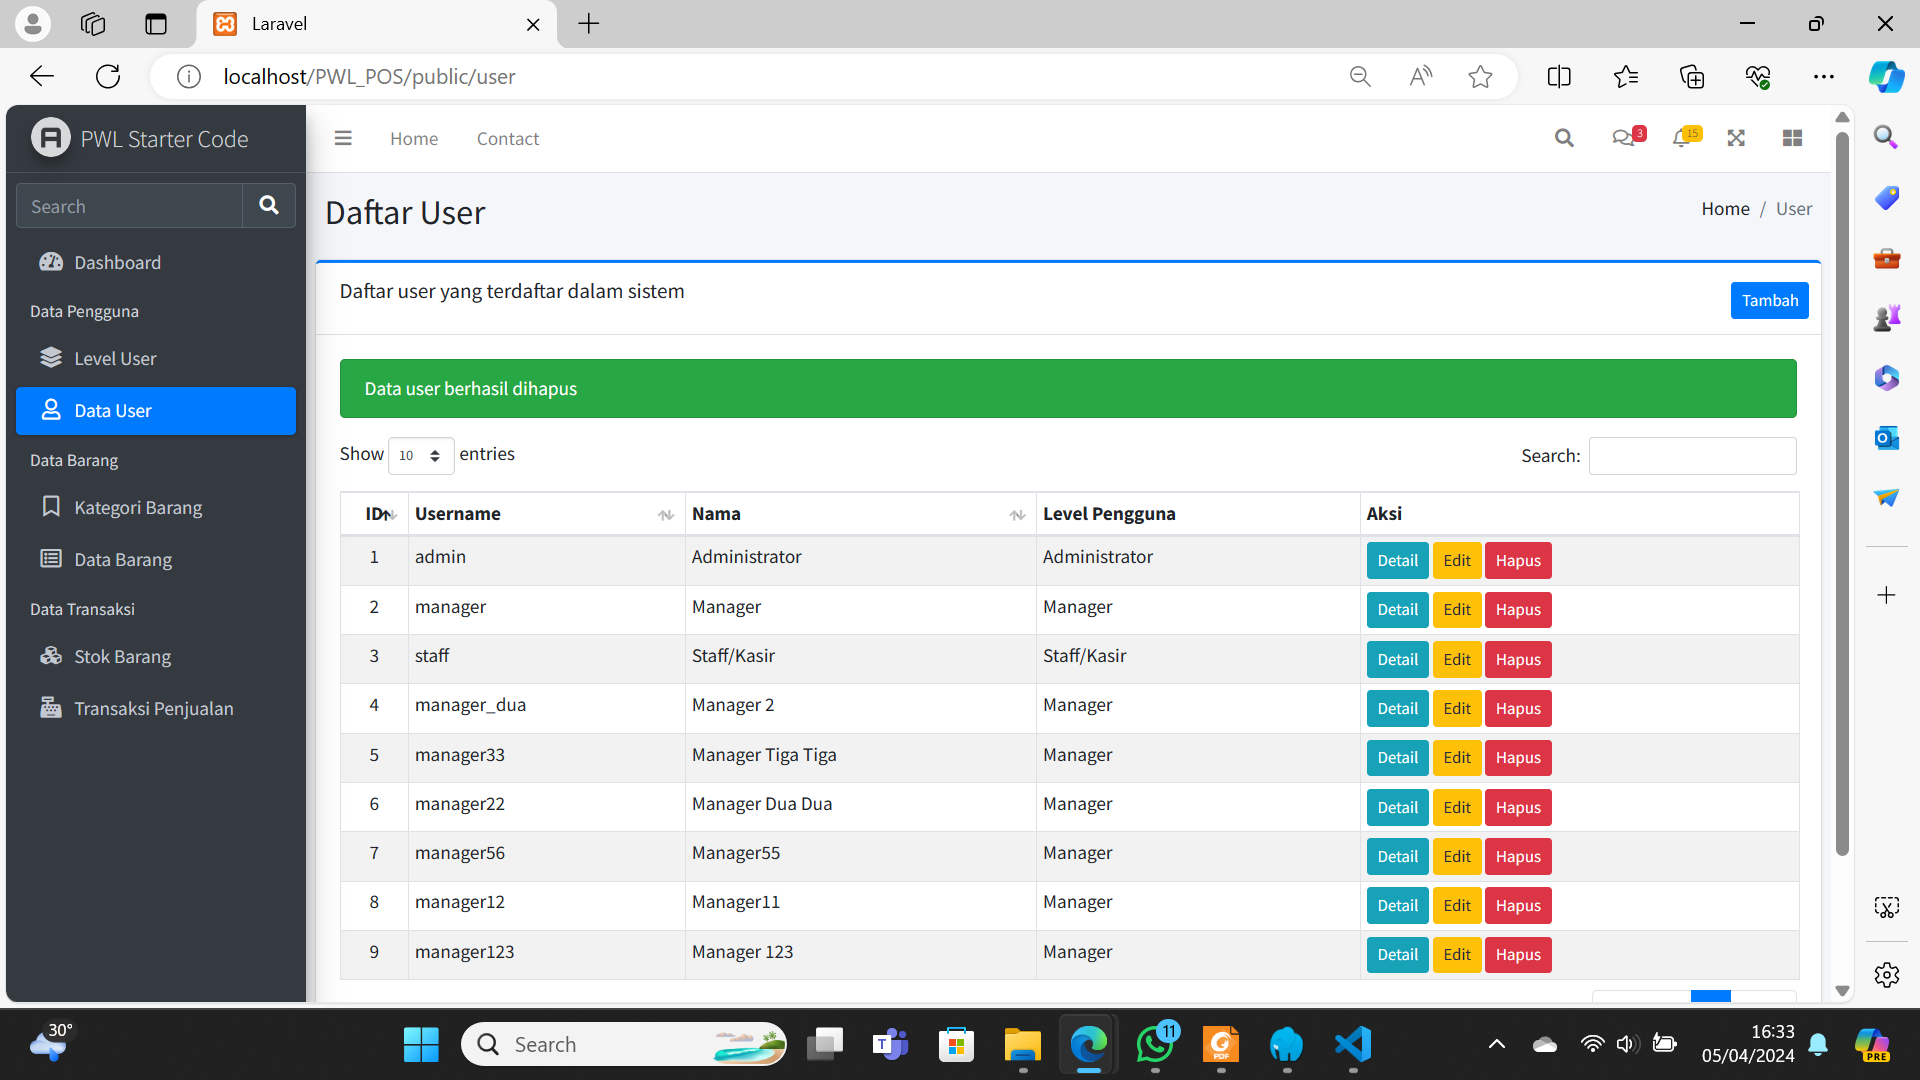 Laravel
localhost/PWL_POS/public/user
PWL Starter Code
Home Contact
3
15
Search
Daftar User
Home / User
Dashboard
Data Pengguna
Level User
Data User
Data Barang
Kategori Barang
Data Barang
Data Transaksi
Stok Barang
Transaksi Penjualan
Daftar user yang terdaftar dalam sistem
Tambah
Data user berhasil dihapus
Show 10 entries
Search:
ID Username Nama Level Pengguna Aksi
1 admin Administrator Administrator Detail Edit Hapus
2 manager Manager Manager Detail Edit Hapus
3 staff Staff/Kasir Staff/Kasir Detail Edit Hapus
4 manager_dua Manager 2 Manager Detail Edit Hapus
5 manager33 Manager Tiga Tiga Manager Detail Edit Hapus
6 manager22 Manager Dua Dua Manager Detail Edit Hapus
7 manager56 Manager55 Manager Detail Edit Hapus
8 manager12 Manager11 Manager Detail Edit Hapus
9 manager123 Manager 123 Manager Detail Edit Hapus
30°
Search
11
PDF
16:33
05/04/2024
PRE